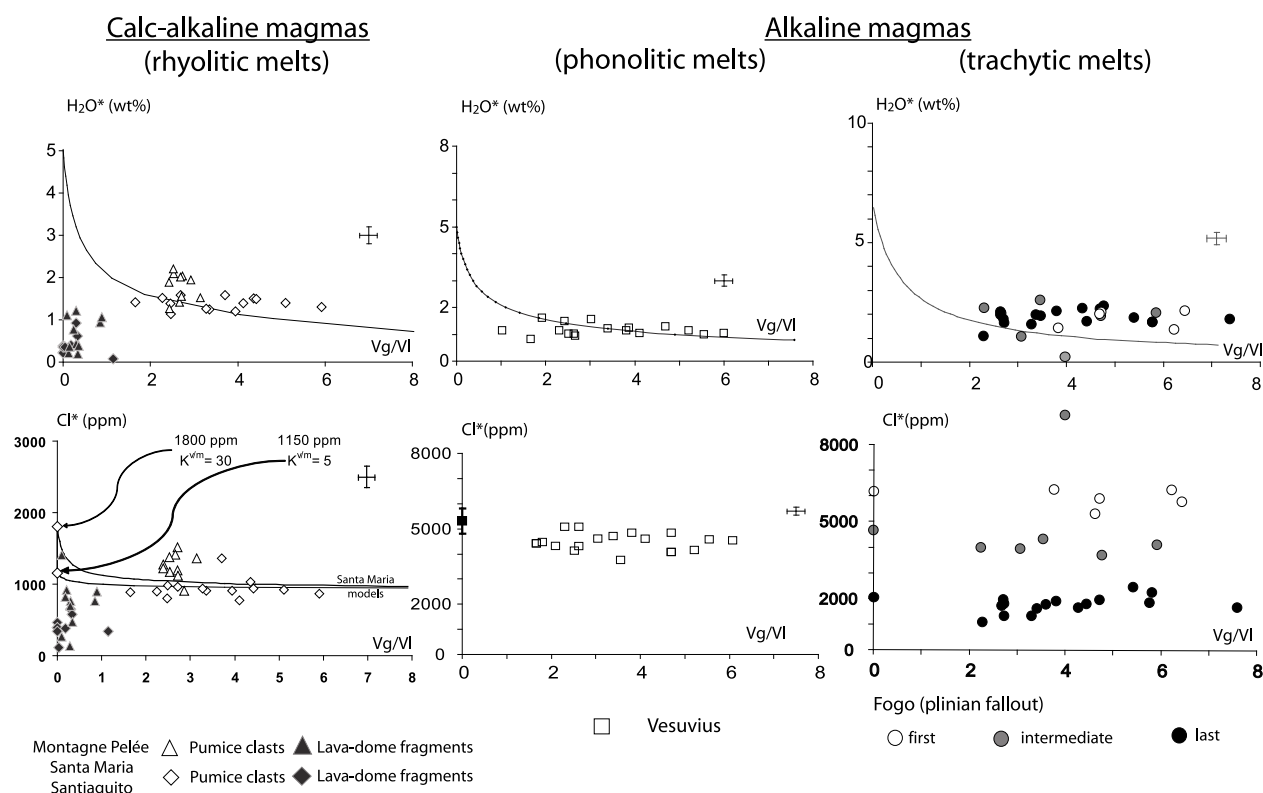 Calc-alkaline magmas
(rhyolitic melts)
Alkaline magmas
(phonolitic melts)
(trachytic melts)
H2O* (wt%)
5
4
3
2
1
0
0 2 4 6 8
Vg/Vl
H2O* (wt%)
8
5
2
0
0 2 4 6 8
Vg/Vl
H2O* (wt%)
10
5
0
0 2 4 6 8
Vg/Vl
Cl* (ppm)
3000
2000
1000
0
0 1 2 3 4 5 6 7 8
1800 ppm
K^v/m = 30
1150 ppm
K^v/m = 5
Santa Maria
models
Vg/Vl
Cl*(ppm)
8000
5000
2000
0
0 2 4 6 8
Vg/Vl
Cl*(ppm)
8000
5000
2000
0
0 2 4 6 8
Vg/Vl
Montagne Pelée
Pumice clasts
Lava-dome fragments
Santa Maria
Santiaguito
Pumice clasts
Lava-dome fragments
Vesuvius
Fogo (plinian fallout)
first
intermediate
last